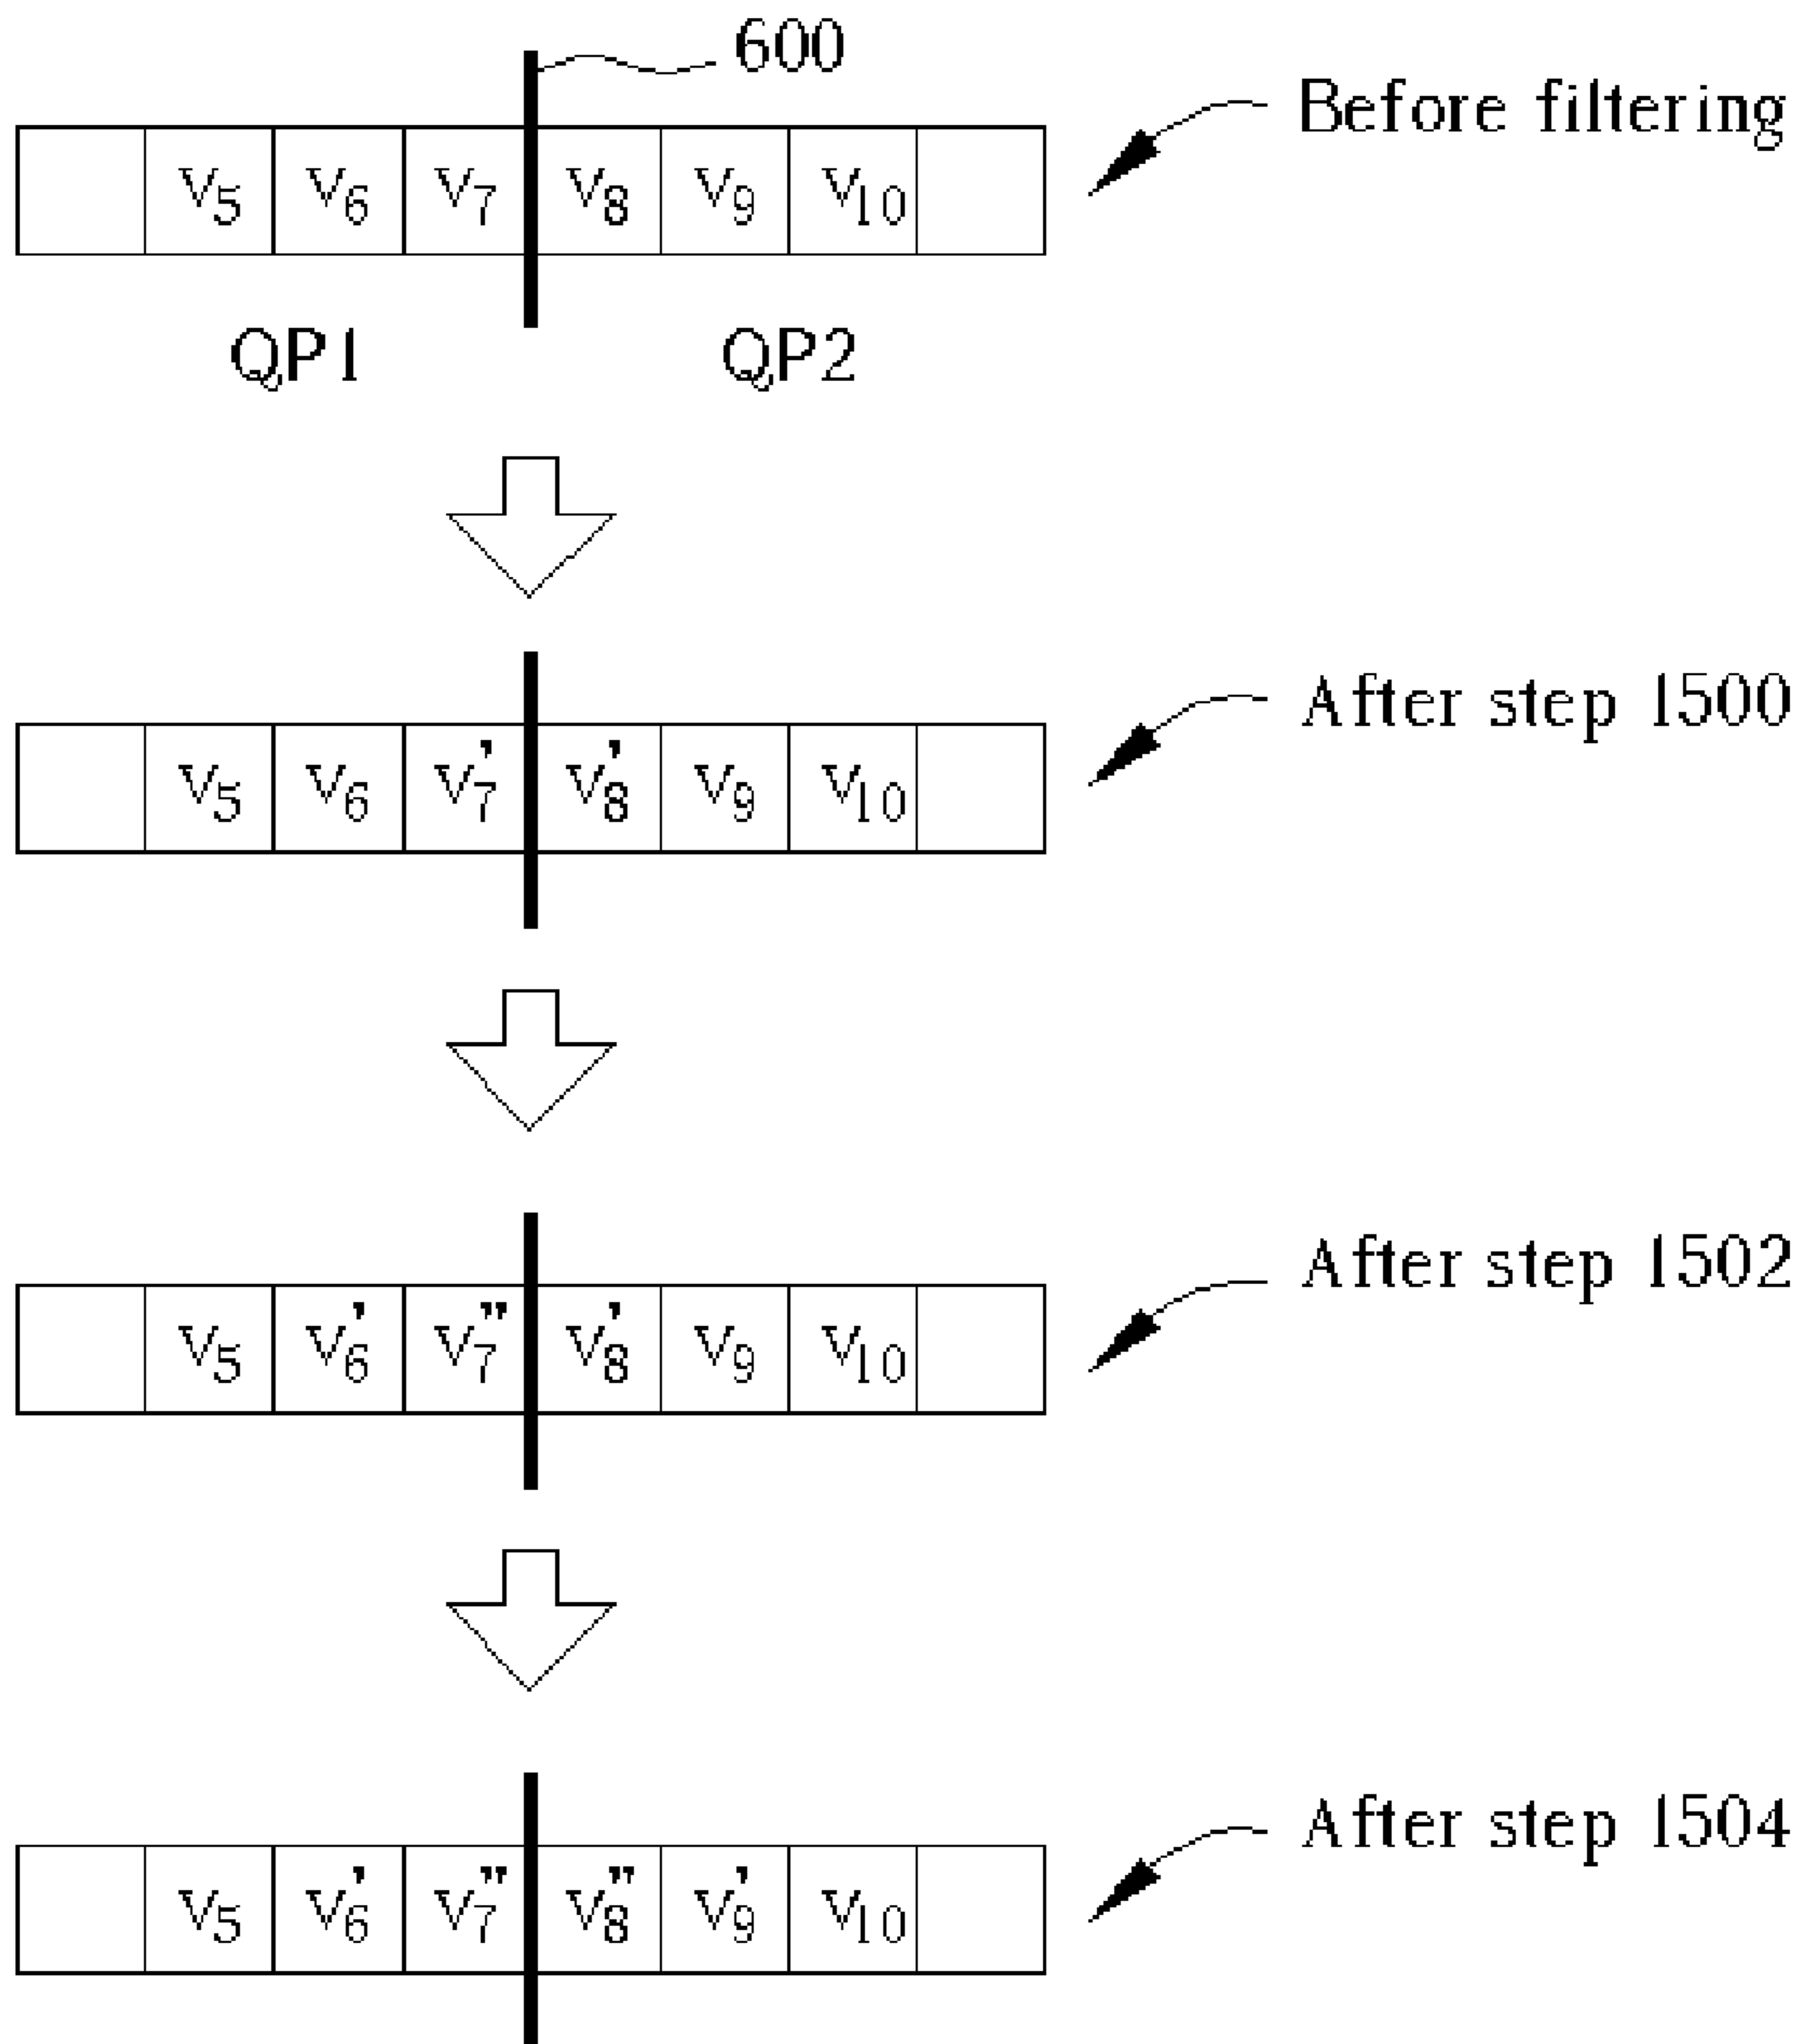 600
Before filtering
V5 V6 V7 V8 V9 V10
QP1 QP2
After step 1500
V5 V6 V7' V8' V9 V10
After step 1502
V5 V6' V7" V8' V9 V10
After step 1504
V5 V6' V7" V8" V9' V10